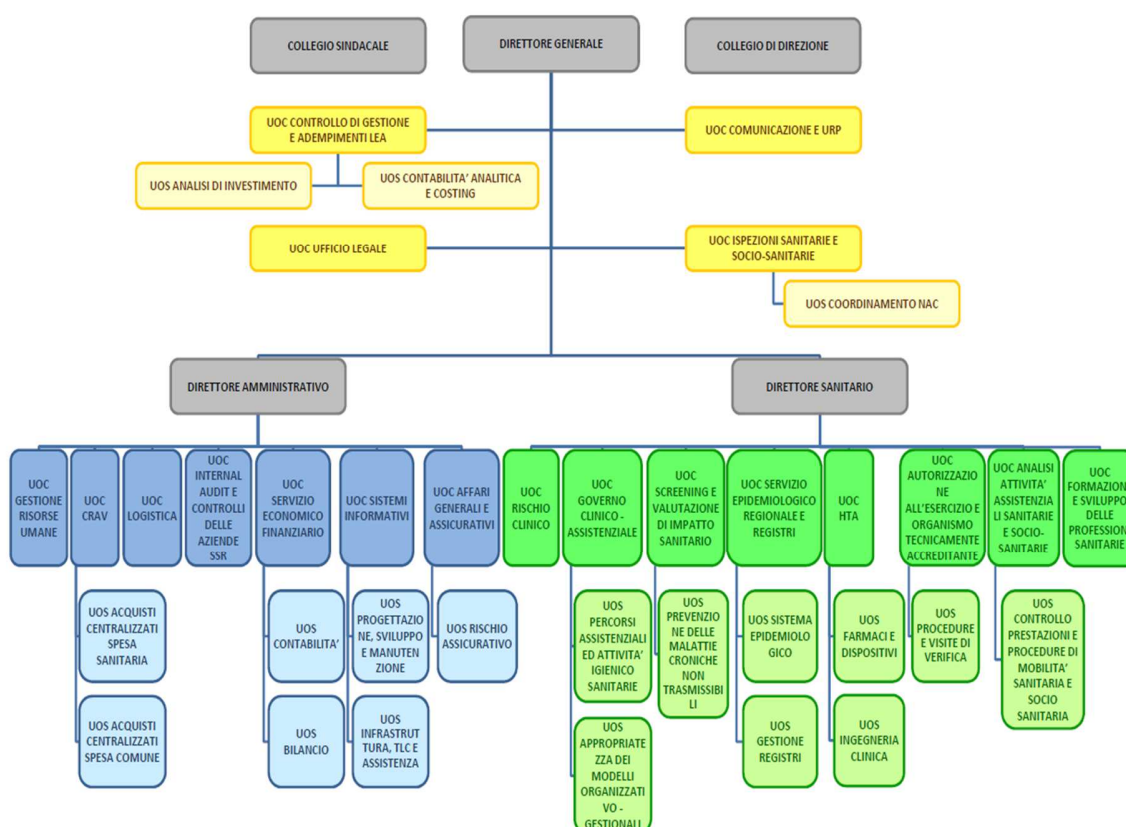 COLLEGIO SINDACALE
DIRETTORE GENERALE
COLLEGIO DI DIREZIONE
UOC CONTROLLO DI GESTIONE
E ADEMPIMENTI LEA
UOC COMUNICAZIONE E URP
UOS ANALISI DI INVESTIMENTO
UOS CONTABILITA' ANALITICA
E COSTING
UOC UFFICIO LEGALE
UOC ISPEZIONI SANITARIE E
SOCIO-SANITARIE
UOS COORDINAMENTO NAC
DIRETTORE AMMINISTRATIVO
DIRETTORE SANITARIO
UOC
GESTIONE
RISORSE
UMANE
UOC CRAV
UOC
LOGISTICA
UOC
INTERNAL
AUDIT E
CONTROLLI
DELLE
AZIENDE
SSR
UOC
SERVIZIO
ECONOMICO
FINANZIARIO
UOC SISTEMI
INFORMATIVI
UOC AFFARI
GENERALI E
ASSICURATIVI
UOC
RISCHIO
CLINICO
UOC
GOVERNO
CLINICO -
ASSISTENZIALE
UOC
SCREENING E
VALUTAZIONE
DI IMPATTO
SANITARIO
UOC SERVIZIO
EPIDEMIOLOGICO
REGIONALE E
REGISTRI
UOC
HTA
UOC
AUTORIZZAZIO
NE
ALL'ESERCIZIO E
ORGANISMO
TECNICAMENTE
ACCREDITANTE
UOC ANALISI
ATTIVITA'
ASSISTENZIA
LI SANITARIE
E SOCIO-
SANITARIE
UOC
FORMAZION
E E SVILUPPO
DELLE
PROFESSION
SANITARIE
UOS ACQUISTI
CENTRALIZZATI
SPESA
SANITARIA
UOS
CONTABILITA'
UOS
PROGETTAZIO
NE, SVILUPPO
E MANUTEN
ZIONE
UOS RISCHIO
ASSICURATIVO
UOS
PERCORSI
ASSISTENZIALI
ED ATTIVITA'
IGIENICO
SANITARIE
UOS
PREVENZIO
NE DELLE
MALATTIE
CRONICHE
NON
TRASMISSIBI
LI
UOS SISTEMA
EPIDEMIOLO
GICO
UOS
FARMACI E
DISPOSITIVI
UOS
PROCEDURE
E VISITE DI
VERIFICA
UOS
CONTROLLO
PRESTAZIONI E
PROCEDURE DI
MOBILITA'
SANITARIA E
SOCIO
SANITARIA
UOS ACQUISTI
CENTRALIZZATI
SPESA COMUNE
UOS
BILANCIO
UOS
INFRASTRUT
TURA, TLC E
ASSISTENZA
UOS
APPROPRIATE
ZZA DEI
MODELLI
ORGANIZZATI
VO -
GESTIONALI
UOS
GESTIONE
REGISTRI
UOS
INGEGNERIA
CLINICA